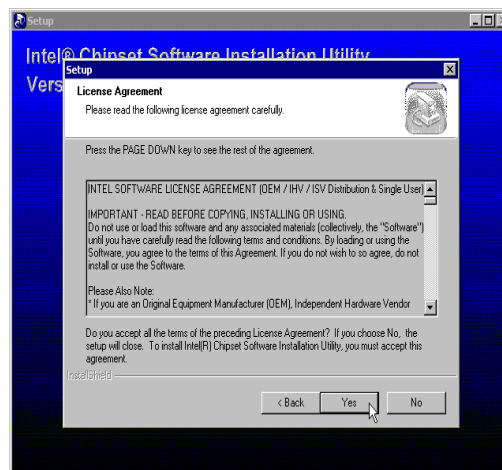 Setup
Intel® Chipset Software Installation Utility
Vers
Setup
License Agreement
Please read the following license agreement carefully.
Press the PAGE DOWN key to see the rest of the agreement.
INTEL SOFTWARE LICENSE AGREEMENT (OEM / IHV / ISV Distribution & Single User)
IMPORTANT - READ BEFORE COPYING, INSTALLING OR USING.
Do not use or load this software and any associated materials (collectively, the "Software")
until you have carefully read the following terms and conditions. By loading or using the
Software, you agree to the terms of this Agreement. If you do not wish to so agree, do not
install or use the Software.
Please Also Note:
* If you are an Original Equipment Manufacturer (OEM), Independent Hardware Vendor
Do you accept all the terms of the preceding License Agreement? If you choose No, the
setup will close. To install Intel(R) Chipset Software Installation Utility, you must accept this
agreement.
InstallShield
< Back Yes No